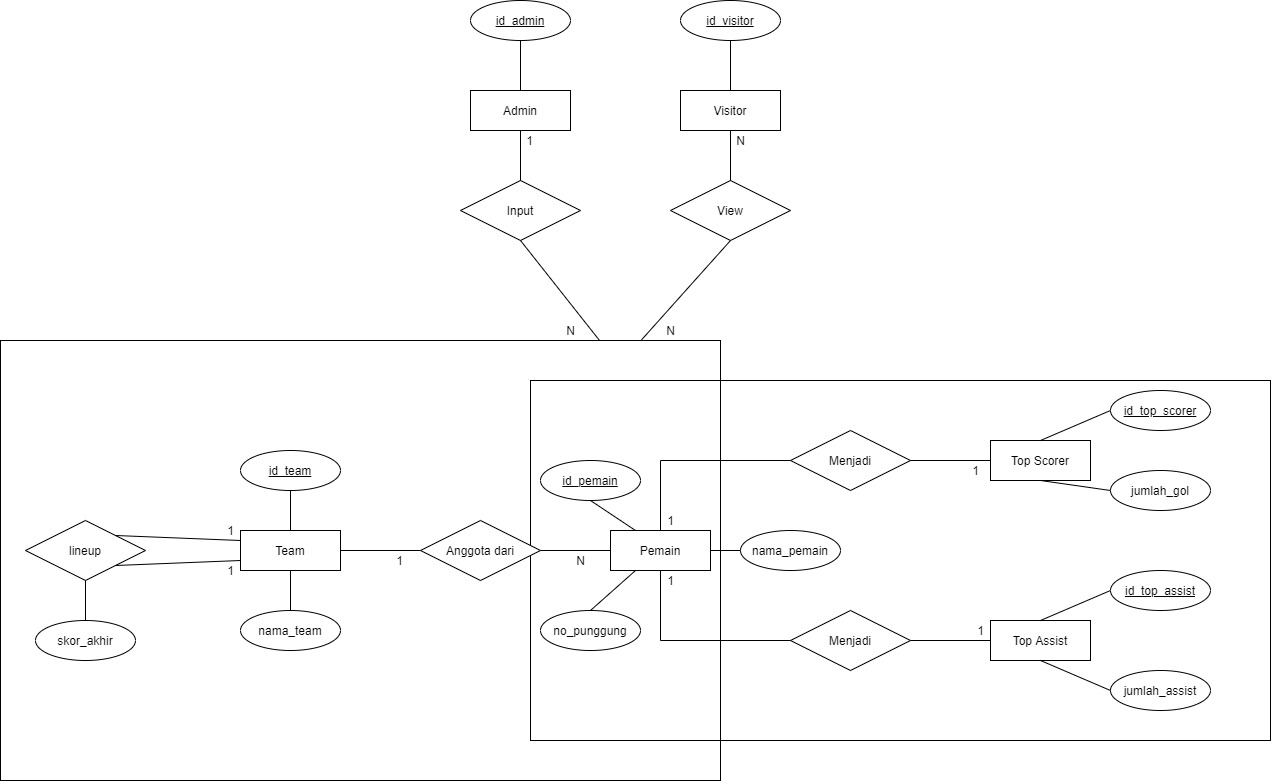 id_admin
id_visitor
Admin
Visitor
1
N
Input
View
N
N
id_top_scorer
Menjadi
Top Scorer
1
id_team
id_pemain
jumlah_gol
1
1
lineup
Team
Anggota dari
Pemain
nama_pemain
1
N
1
1
id_top_assist
skor_akhir
nama_team
no_punggung
1
Menjadi
Top Assist
jumlah_assist